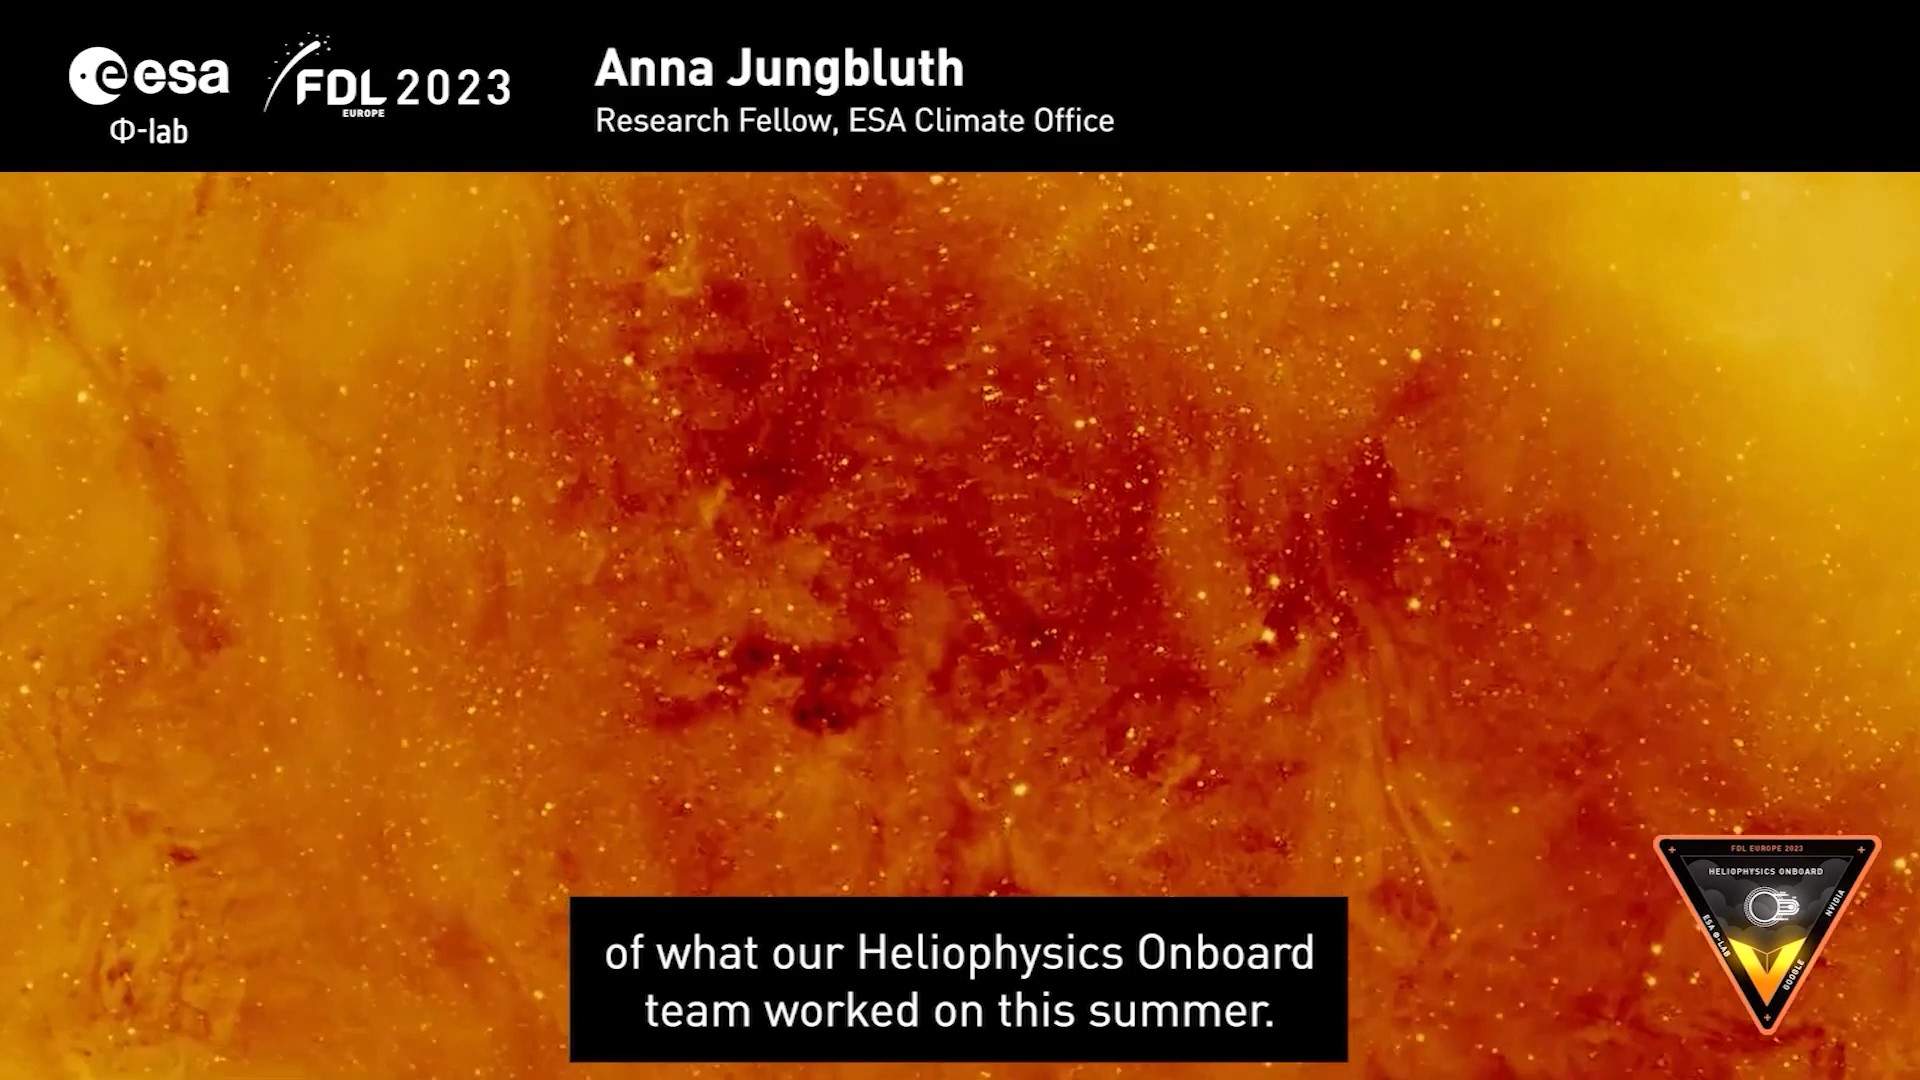 esa
Φ-lab
FDL 2023
EUROPE
Anna Jungbluth
Research Fellow, ESA Climate Office
of what our Heliophysics Onboard
team worked on this summer.
FDL EUROPE 2023
HELIOPHYSICS ONBOARD
ESA Φ-LAB
NVIDIA
GOOGLE